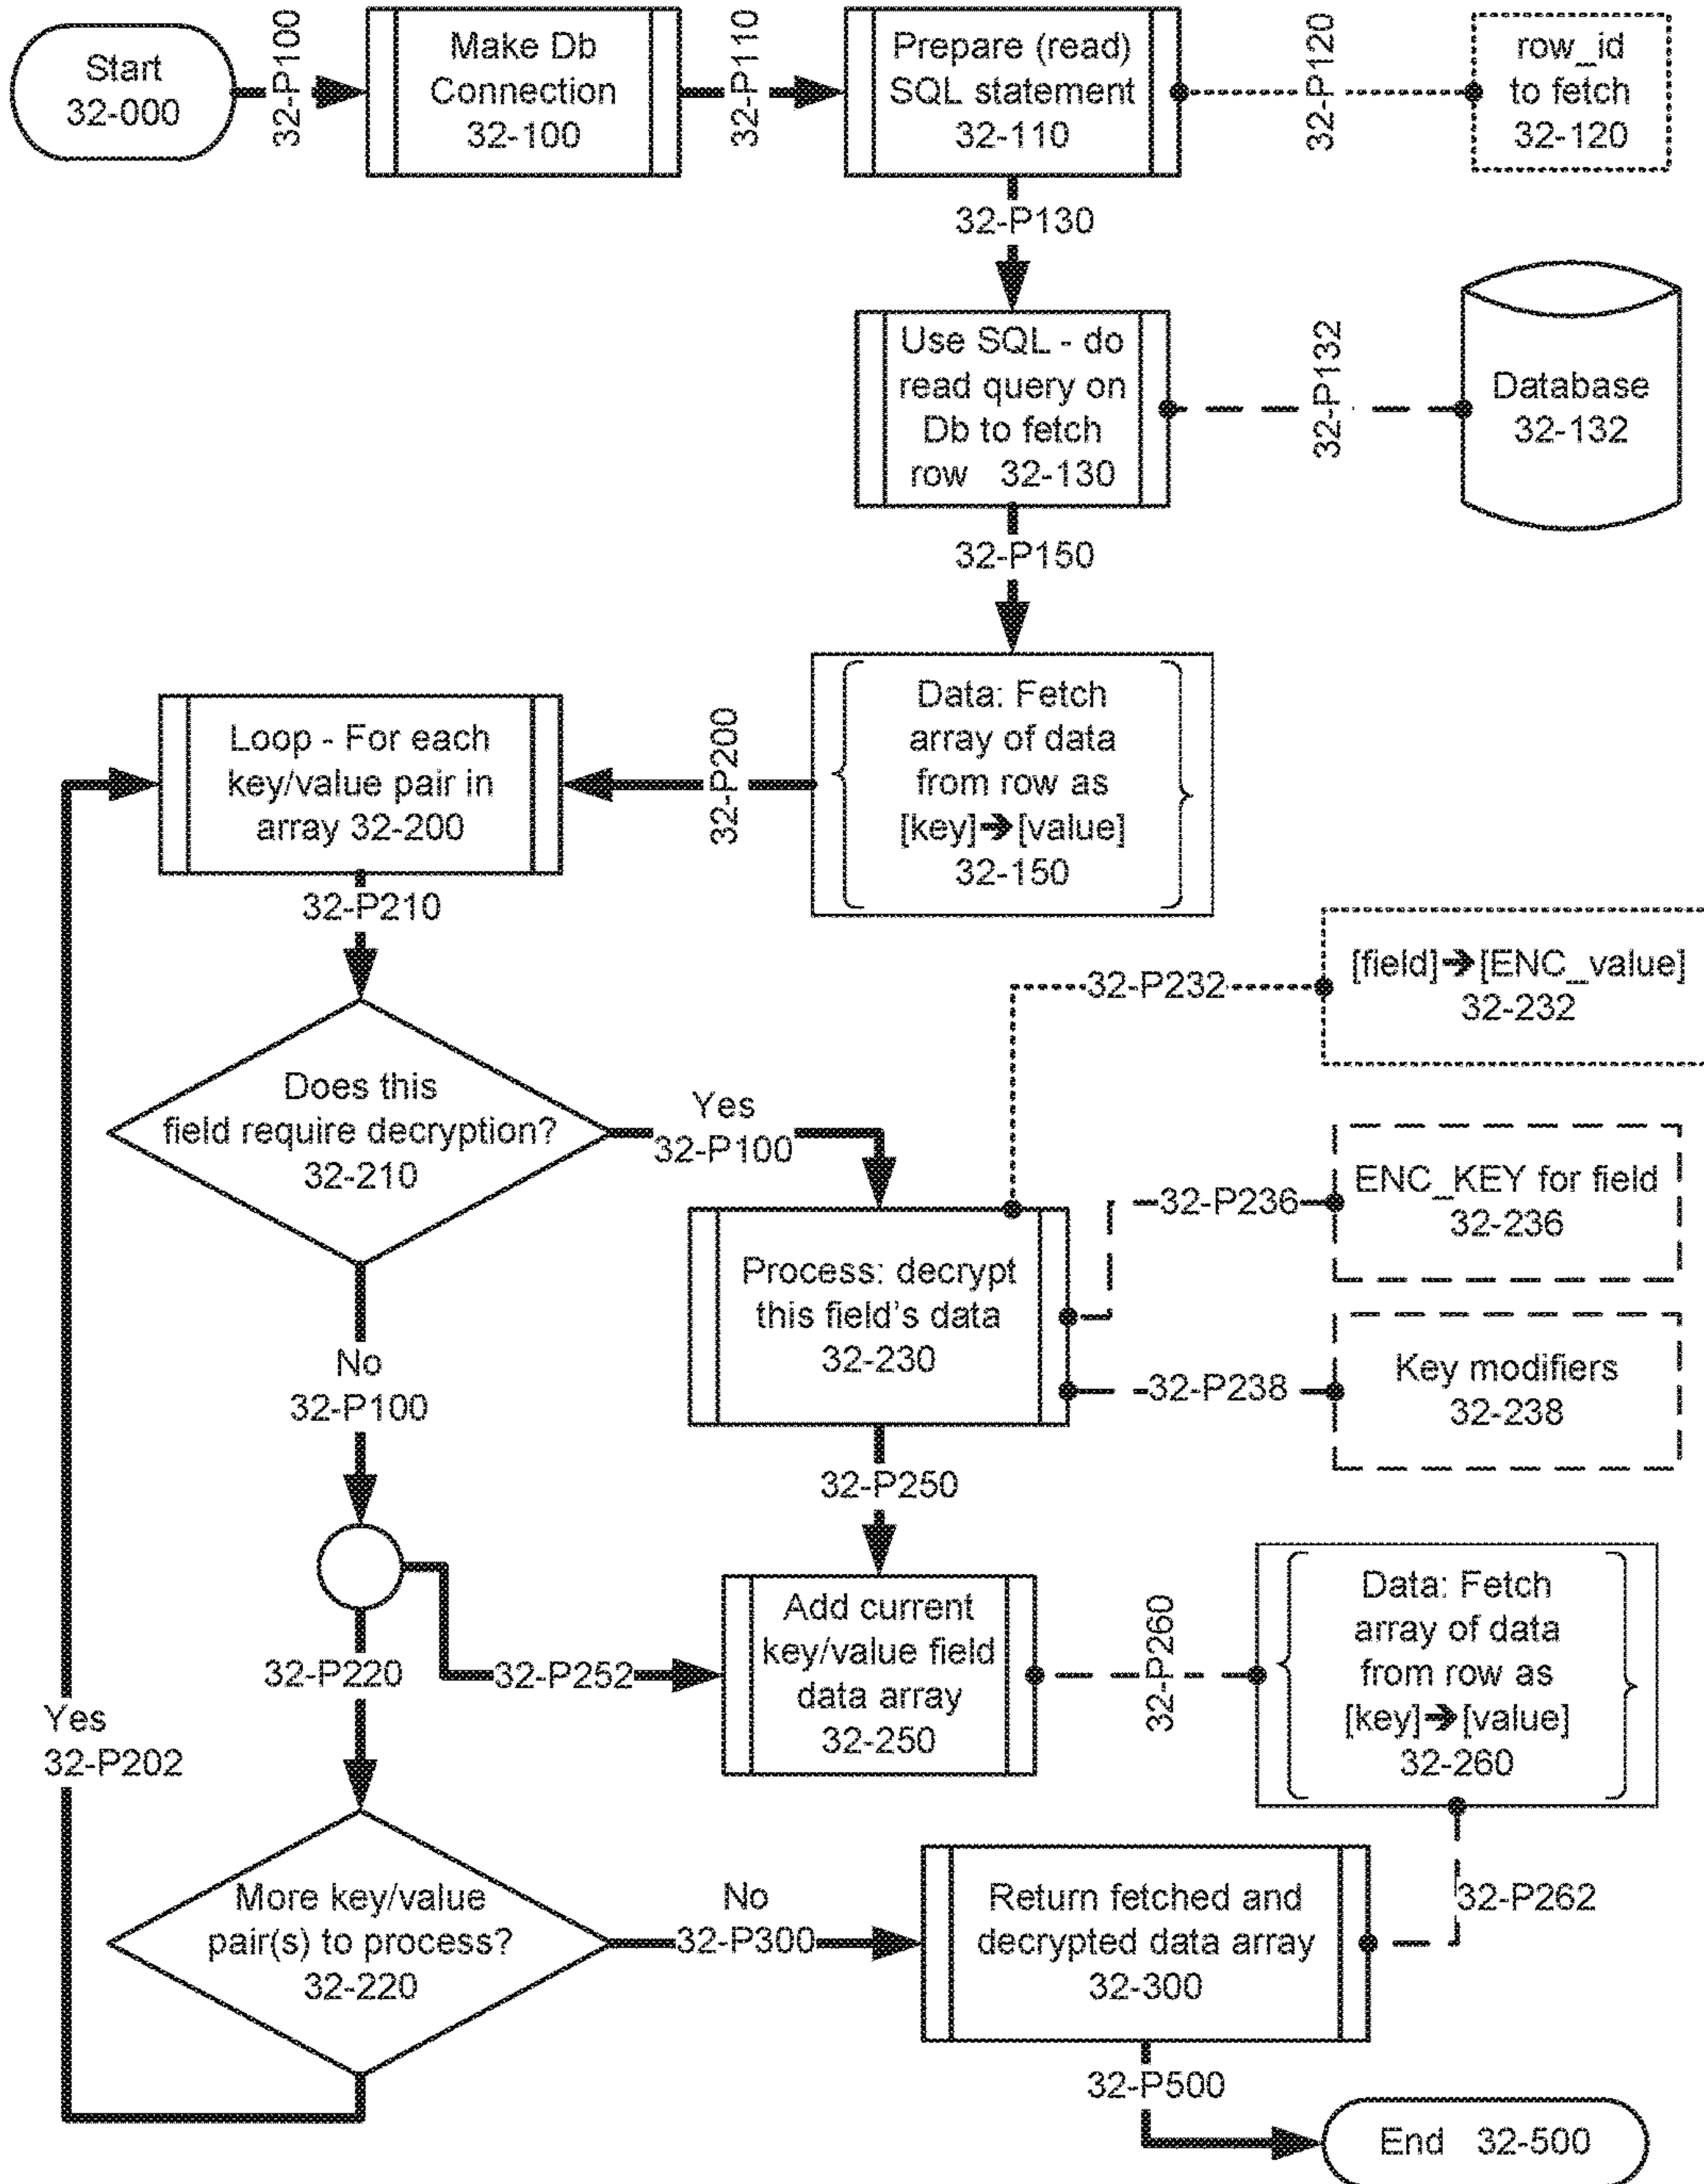 Start
32-000
32-P100
Make Db
Connection
32-100
32-P110
Prepare (read)
SQL statement
32-110
32-P120
row_id
to fetch
32-120
32-P130
Use SQL - do
read query on
Db to fetch
row 32-130
32-P132
Database
32-132
32-P150
Data: Fetch
array of data
from row as
[key]➔[value]
32-150
32-P200
Loop - For each
key/value pair in
array 32-200
32-P210
Does this
field require decryption?
32-210
Yes
32-P100
32-P232
[field]➔[ENC_value]
32-232
32-P236
ENC_KEY for field
32-236
Process: decrypt
this field's data
32-230
32-P238
Key modifiers
32-238
No
32-P100
32-P250
32-P220
32-P252
Add current
key/value field
data array
32-250
32-P260
Data: Fetch
array of data
from row as
[key]➔[value]
32-260
Yes
32-P202
More key/value
pair(s) to process?
32-220
No
32-P300
Return fetched and
decrypted data array
32-300
32-P262
32-P500
End 32-500